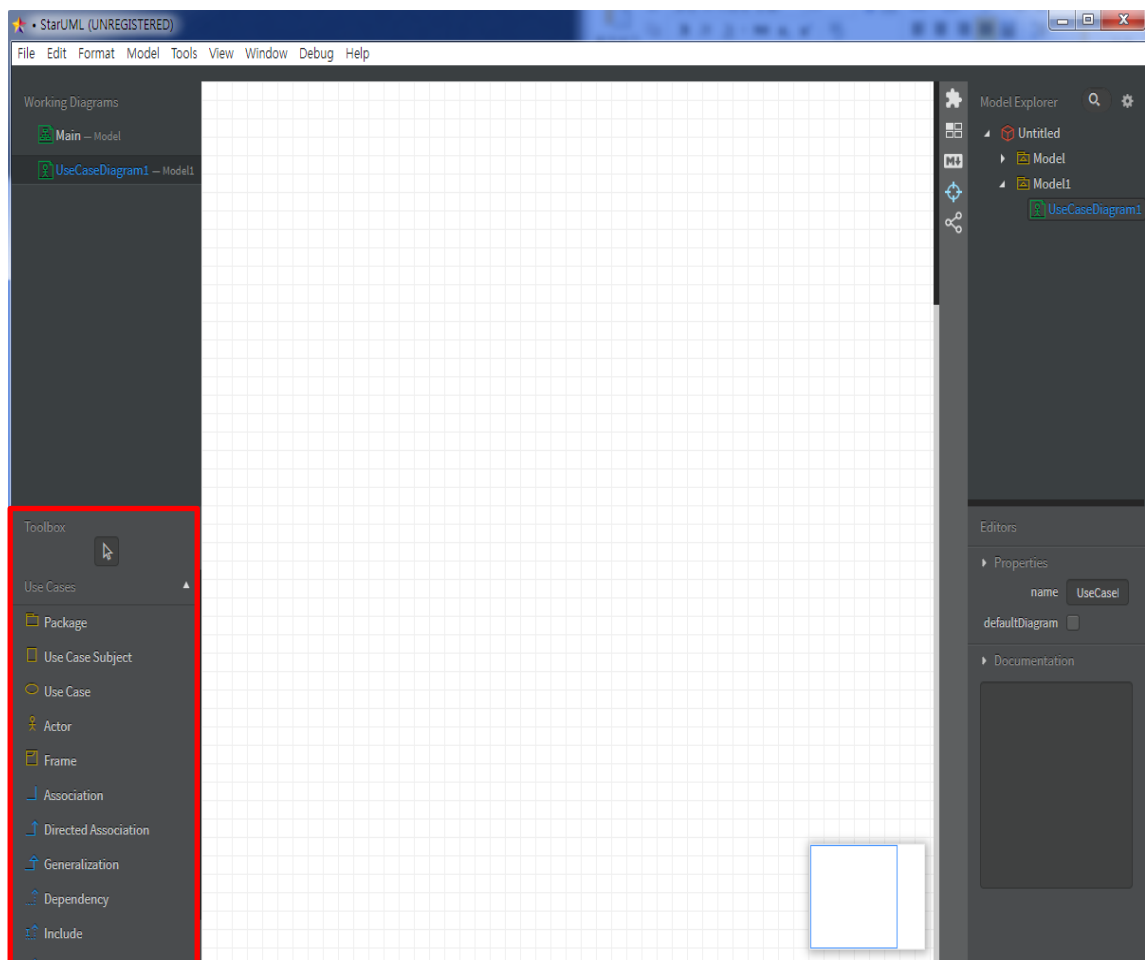 • StarUML (UNREGISTERED)
File Edit Format Model Tools View Window Debug Help
Working Diagrams
Main — Model
UseCaseDiagram1 — Model1
Toolbox
Use Cases
Package
Use Case Subject
Use Case
Actor
Frame
Association
Directed Association
Generalization
Dependency
Include
Model Explorer
Untitled
Model
Model1
UseCaseDiagram1
Editors
Properties
name UseCase
defaultDiagram
Documentation